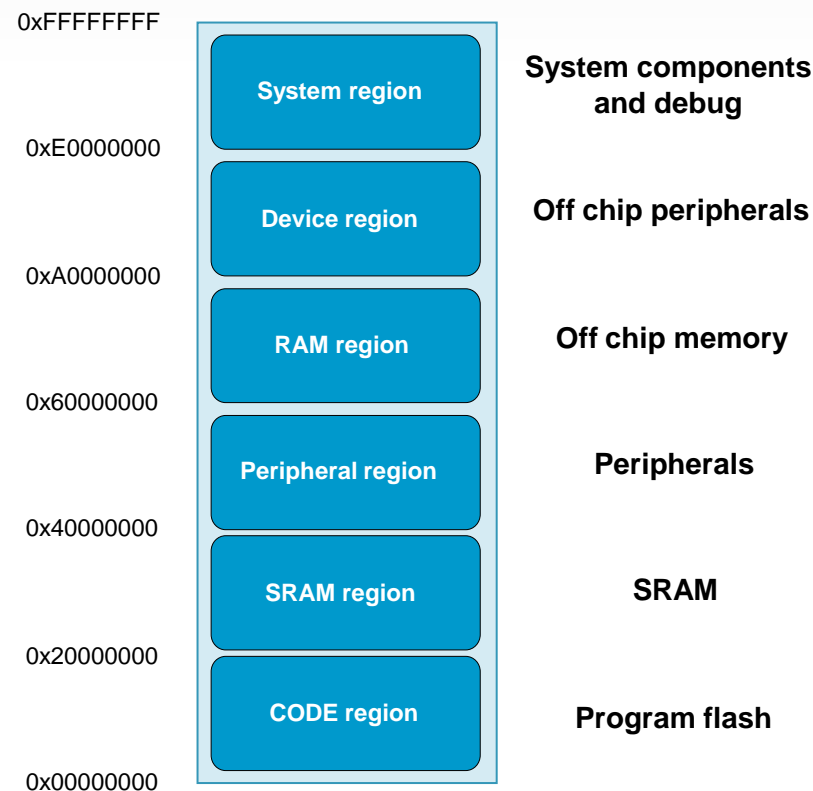 0xFFFFFFFF
System region
System components
and debug
0xE0000000
Device region
Off chip peripherals
0xA0000000
RAM region
Off chip memory
0x60000000
Peripheral region
Peripherals
0x40000000
SRAM region
SRAM
0x20000000
CODE region
Program flash
0x00000000